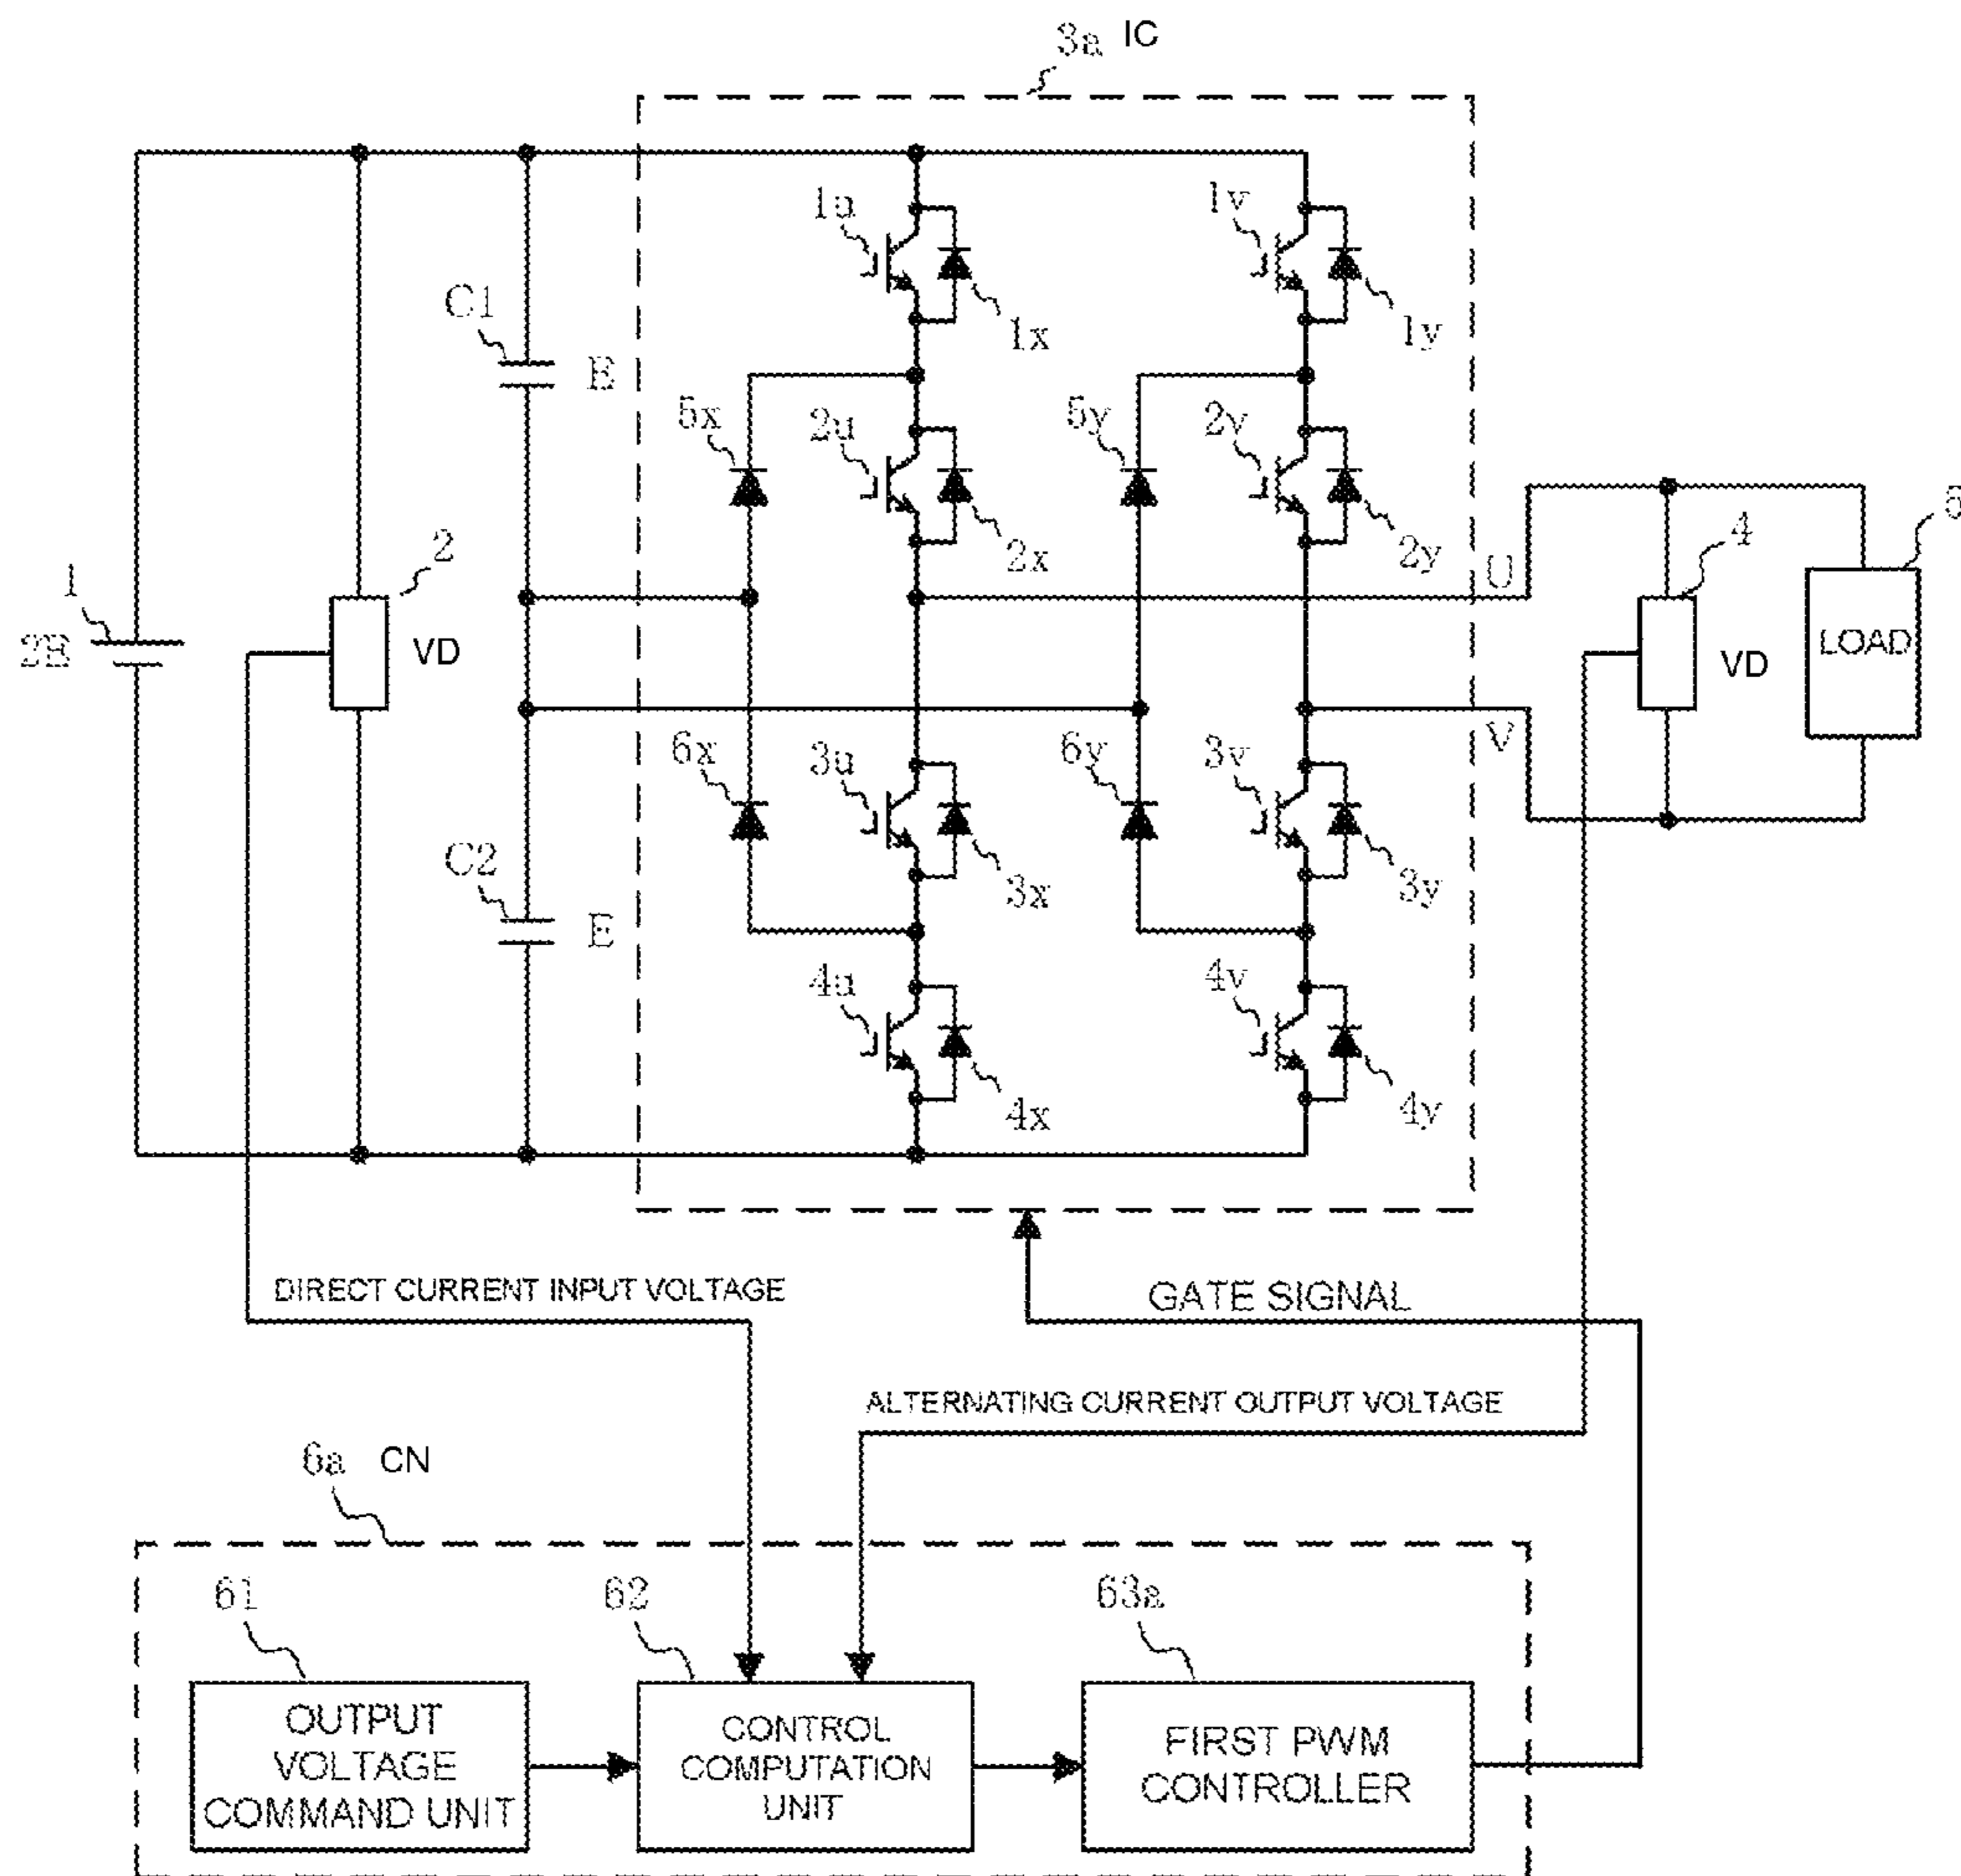 3a IC
1u
1v
C1
E
1x
1y
5x
2u
5y
2v
1
2E
2
VD
2x
2y
U
4
VD
5
LOAD
V
6x
3u
6y
3v
C2
E
3x
3y
4u
4v
4x
4y
DIRECT CURRENT INPUT VOLTAGE
GATE SIGNAL
ALTERNATING CURRENT OUTPUT VOLTAGE
6a CN
61
62
63a
OUTPUT
VOLTAGE
COMMAND UNIT
CONTROL
COMPUTATION
UNIT
FIRST PWM
CONTROLLER